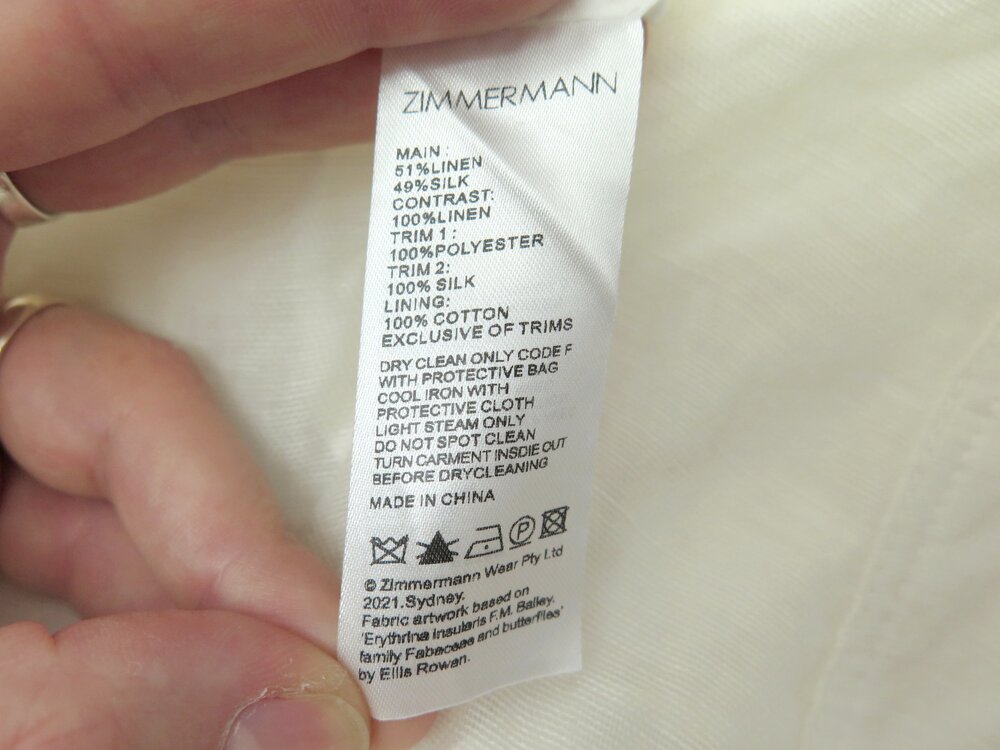 ZIMMERMANN
MAIN :
51%LINEN
49%SILK
CONTRAST:
100%LINEN
TRIM 1 :
100%POLYESTER
TRIM 2:
100% SILK
LINING:
100% COTTON
EXCLUSIVE OF TRIMS
DRY CLEAN ONLY CODE F
WITH PROTECTIVE BAG
COOL IRON WITH
PROTECTIVE CLOTH
LIGHT STEAM ONLY
DO NOT SPOT CLEAN
TURN CARMENT INSDIE OUT
BEFORE DRYCLEANING
MADE IN CHINA
P
© Zimmermann Wear Pty Ltd
2021.Sydney.
Fabric artwork based on
'Erythrina Insularis F.M. Bailey.
family Fabaceae and butterflies'
by Ellis Rowan.